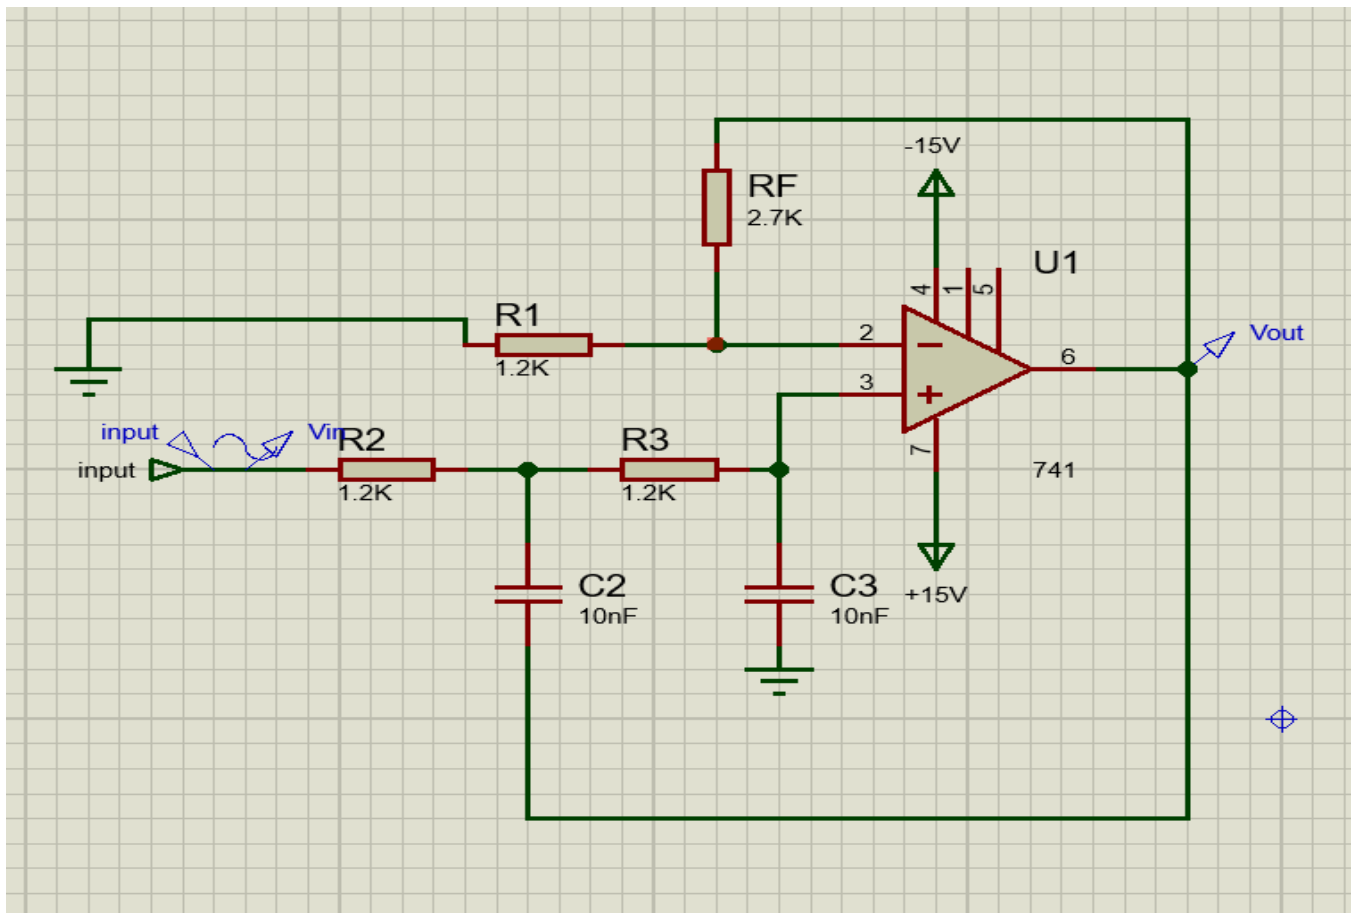 -15V
RF
2.7K
U1
4
1
5
R1
1.2K
2
6
Vout
3
input
Vin
R2
R3
input
1.2K
1.2K
7
741
C2
10nF
C3
10nF
+15V